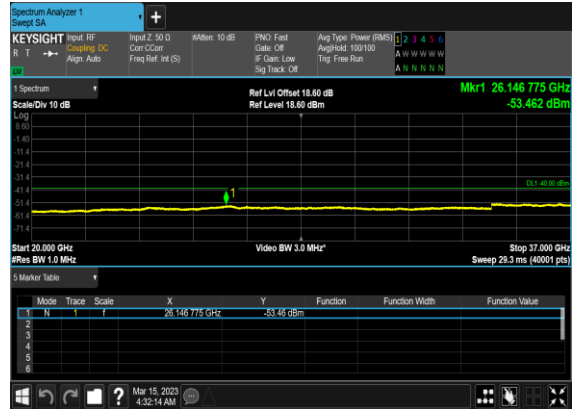 Spectrum Analyzer 1
Swept SA
+
KEYSIGHT Input: RF Input Z: 50 Ω #Atten: 10 dB PNO: Fast Avg Type: Power (RMS) 1 2 3 4 5 6
R T Coupling: DC Corr CCorr Gate: Off Avg|Hold: 100/100 A W W W W W
Align: Auto Freq Ref: Int (S) IF Gain: Low Trig: Free Run
Sig Track: Off A N N N N N
1 Spectrum
Ref Lvl Offset 18.60 dB Mkr1 26.146 775 GHz
Scale/Div 10 dB Ref Level 18.60 dBm -53.462 dBm
Log
8.60
-1.40
-11.4
-21.4
-31.4
DL1 -40.00 dBm
-41.4
1
-51.4
-61.4
-71.4
Start 20.000 GHz Video BW 3.0 MHz* Stop 37.000 GHz
#Res BW 1.0 MHz Sweep 29.3 ms (40001 pts)
5 Marker Table
Mode Trace Scale X Y Function Function Width Function Value
1 N 1 f 26.146 775 GHz -53.46 dBm
2
3
4
5
6
? Mar 15, 2023
4:32:14 AM